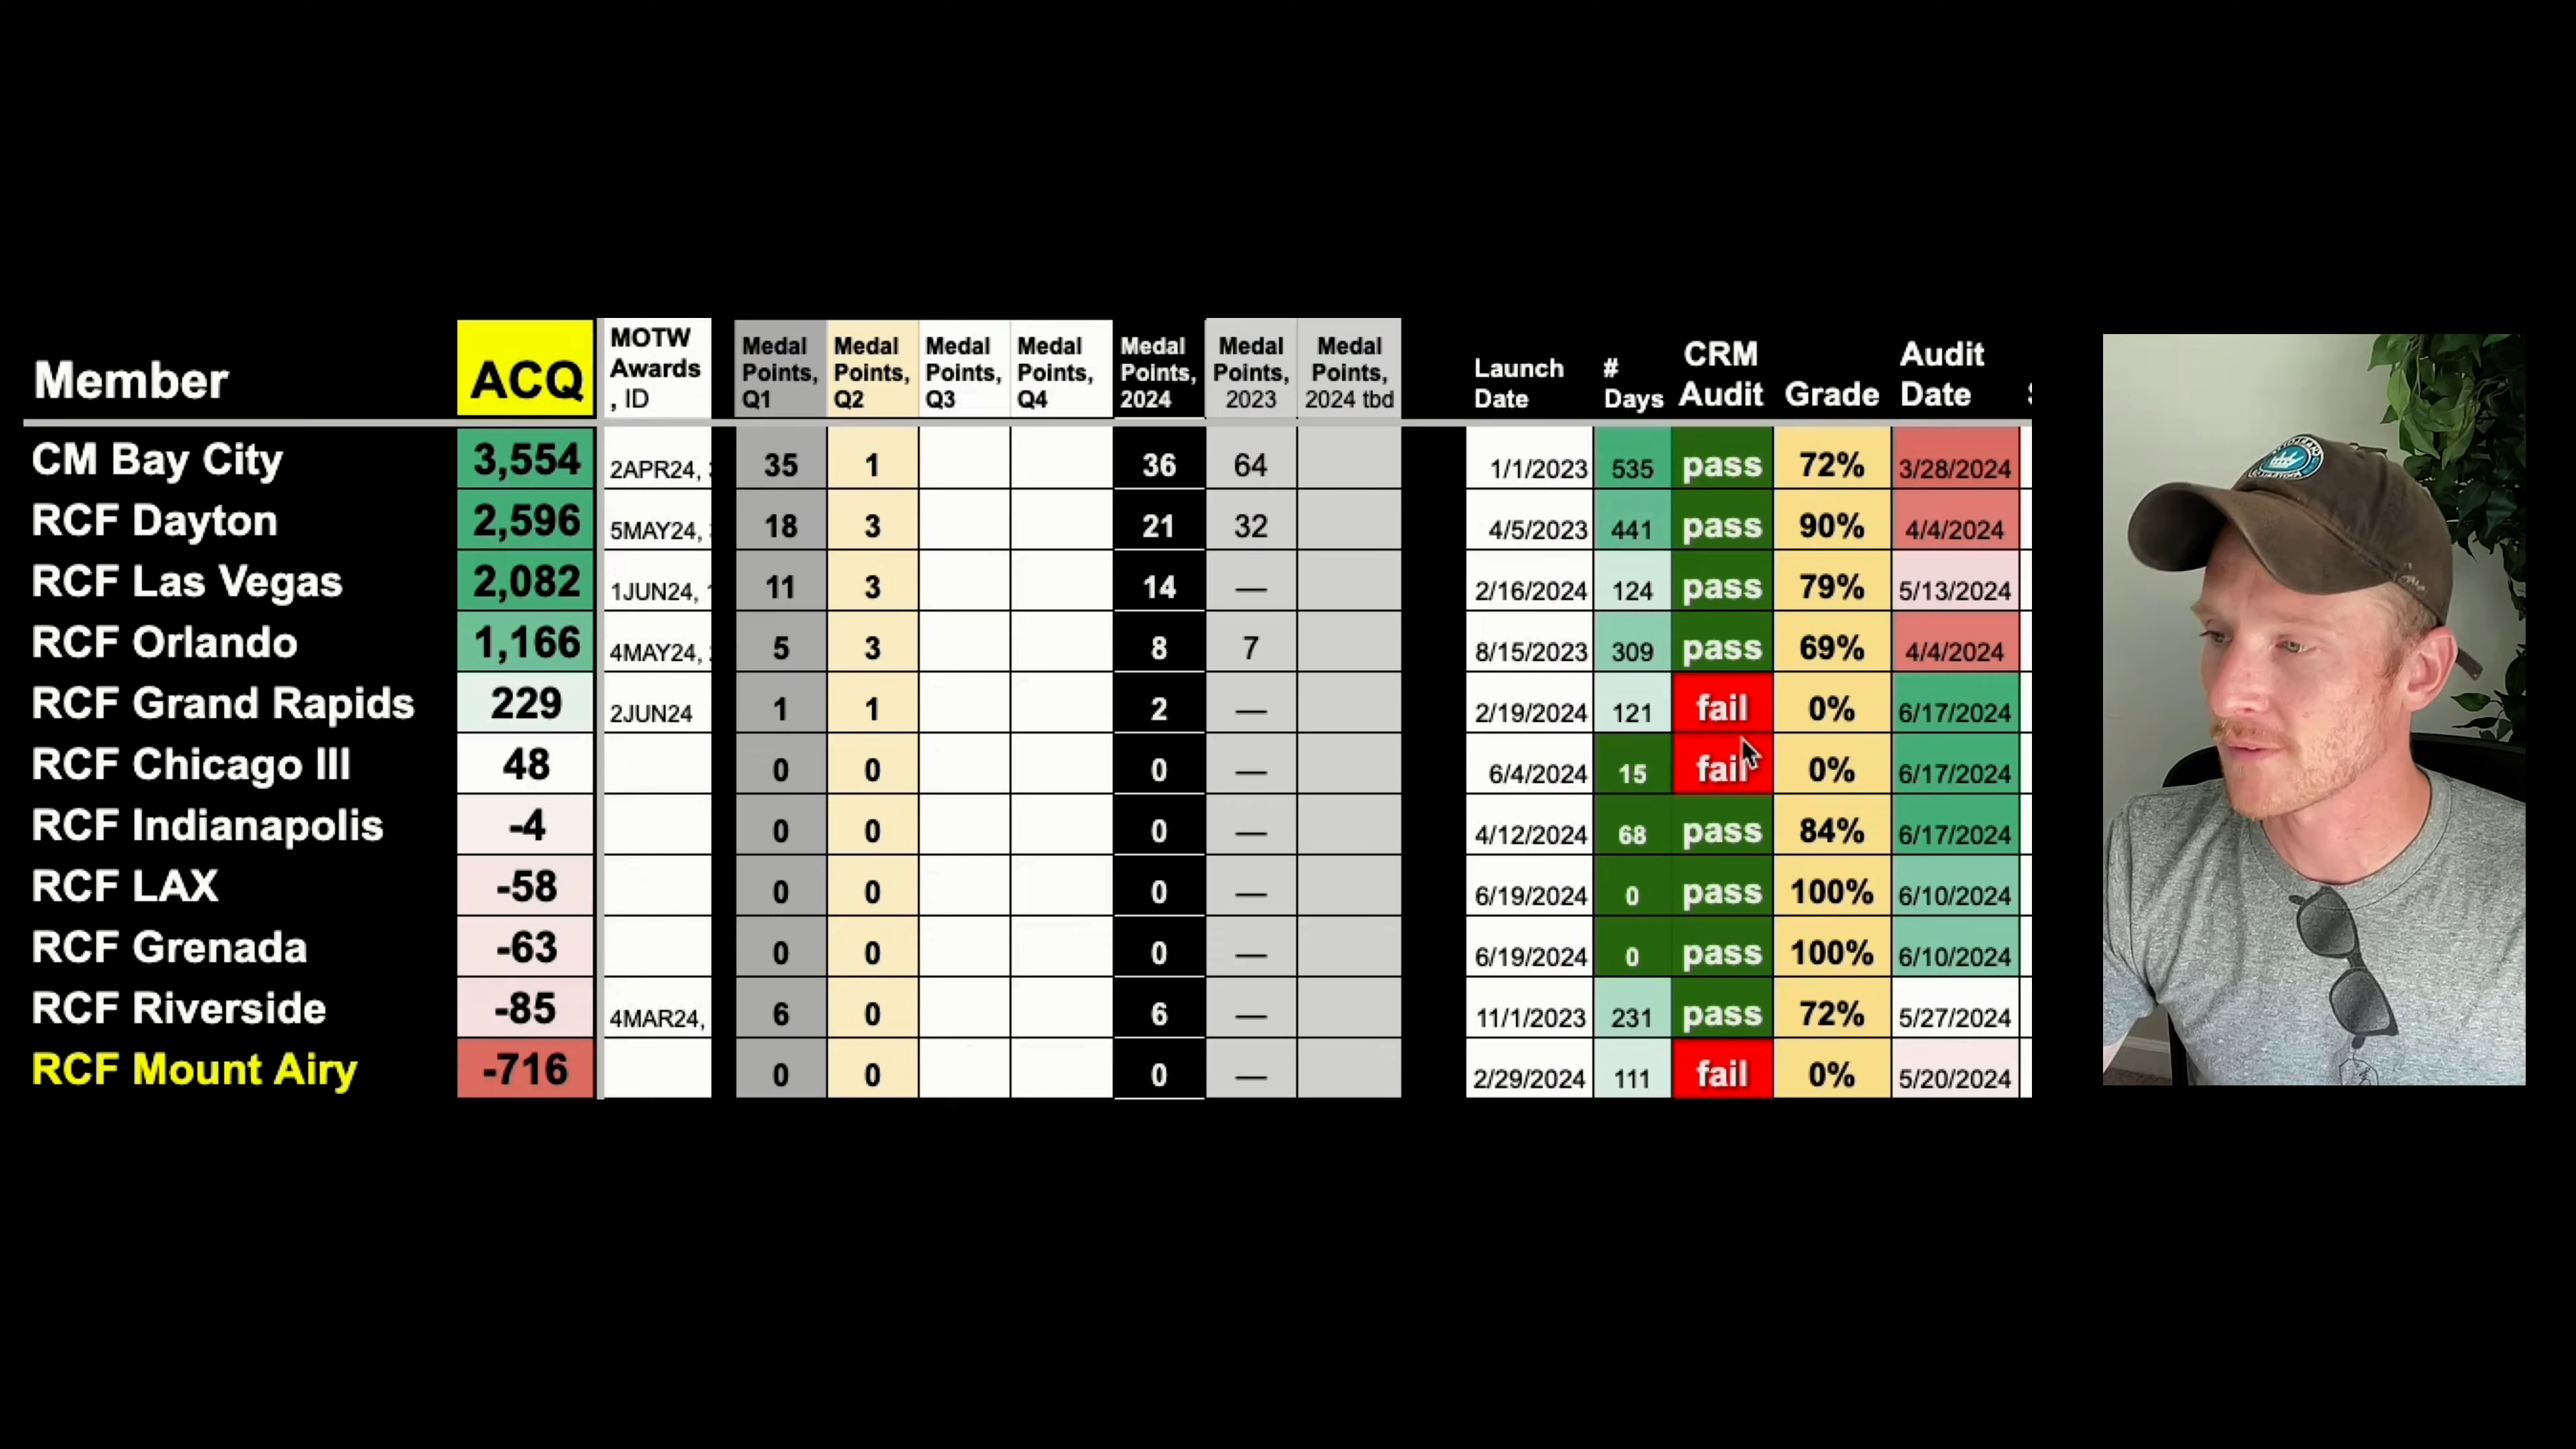 Member ACQ MOTW Awards , ID Medal Points, Q1 Medal Points, Q2 Medal Points, Q3 Medal Points, Q4 Medal Points, 2024 Medal Points, 2023 Medal Points, 2024 tbd Launch Date # Days CRM Audit Grade Audit Date
CM Bay City 3,554 2APR24, 35 1 36 64 1/1/2023 535 pass 72% 3/28/2024
RCF Dayton 2,596 5MAY24, 18 3 21 32 4/5/2023 441 pass 90% 4/4/2024
RCF Las Vegas 2,082 1JUN24, 11 3 14 — 2/16/2024 124 pass 79% 5/13/2024
RCF Orlando 1,166 4MAY24, 5 3 8 7 8/15/2023 309 pass 69% 4/4/2024
RCF Grand Rapids 229 2JUN24 1 1 2 — 2/19/2024 121 fail 0% 6/17/2024
RCF Chicago III 48 0 0 0 — 6/4/2024 15 fail 0% 6/17/2024
RCF Indianapolis -4 0 0 0 — 4/12/2024 68 pass 84% 6/17/2024
RCF LAX -58 0 0 0 — 6/19/2024 0 pass 100% 6/10/2024
RCF Grenada -63 0 0 0 — 6/19/2024 0 pass 100% 6/10/2024
RCF Riverside -85 4MAR24, 6 0 6 — 11/1/2023 231 pass 72% 5/27/2024
RCF Mount Airy -716 0 0 0 — 2/29/2024 111 fail 0% 5/20/2024